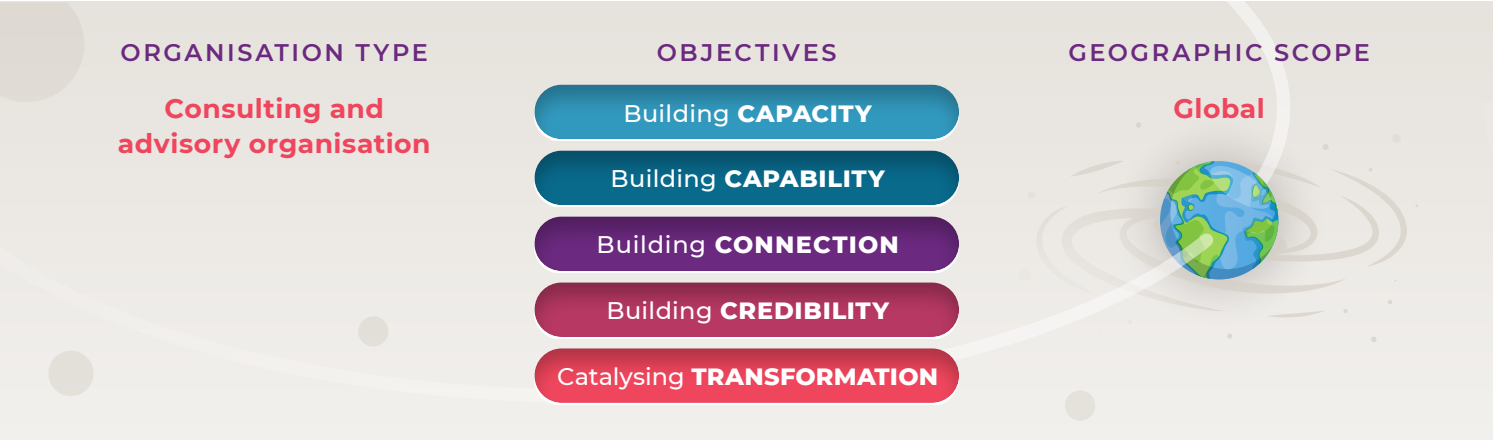 ORGANISATION TYPE
Consulting and
advisory organisation
OBJECTIVES
Building CAPACITY
Building CAPABILITY
Building CONNECTION
Building CREDIBILITY
Catalysing TRANSFORMATION
GEOGRAPHIC SCOPE
Global